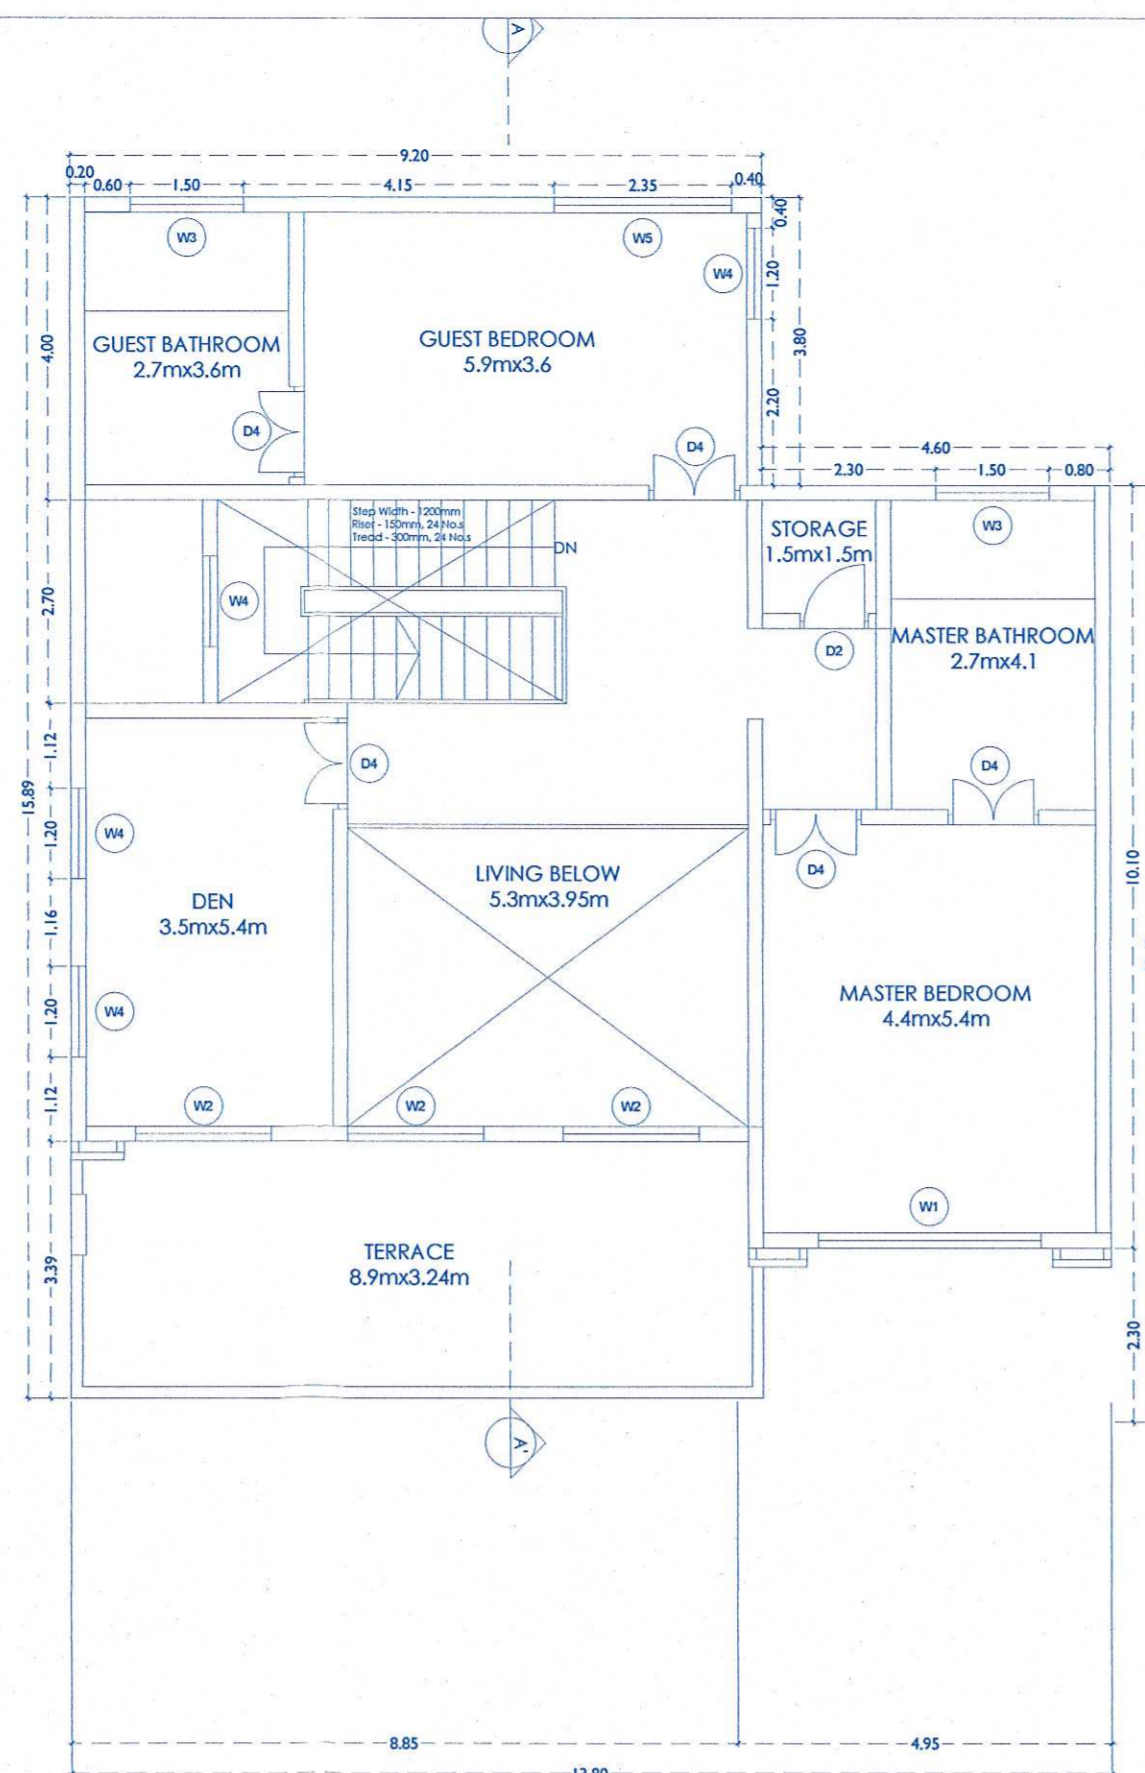 A
9.20
0.20
0.60
1.50
4.15
2.35
0.40
W3
W5
W4
0.40
1.20
2.20
3.80
4.00
GUEST BATHROOM
2.7mx3.6m
GUEST BEDROOM
5.9mx3.6
D4
D4
4.60
2.30
1.50
0.80
Step Width - 1200mm
Riser - 150mm, 24 No.s
Tread - 300mm, 24 No.s
DN
STORAGE
1.5mx1.5m
W3
W4
2.70
D2
MASTER BATHROOM
2.7mx4.1
D4
D4
1.12
15.89
W4
1.20
D4
LIVING BELOW
5.3mx3.95m
10.10
DEN
3.5mx5.4m
1.16
MASTER BEDROOM
4.4mx5.4m
W4
1.20
W2
W2
W2
1.12
W1
TERRACE
8.9mx3.24m
3.39
2.30
A'
8.85
4.95